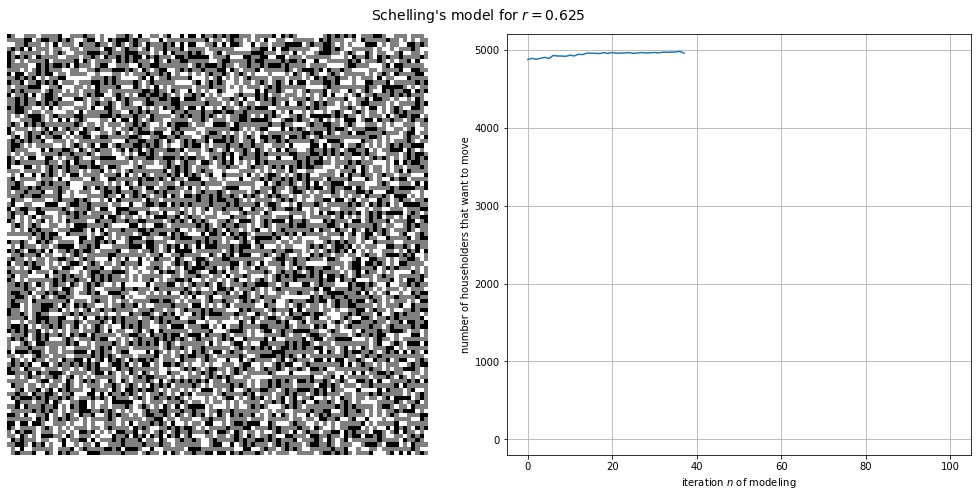 Schelling's model for r = 0.625
number of householders that want to move
5000
4000
3000
2000
1000
0
0 20 40 60 80 100
iteration n of modeling